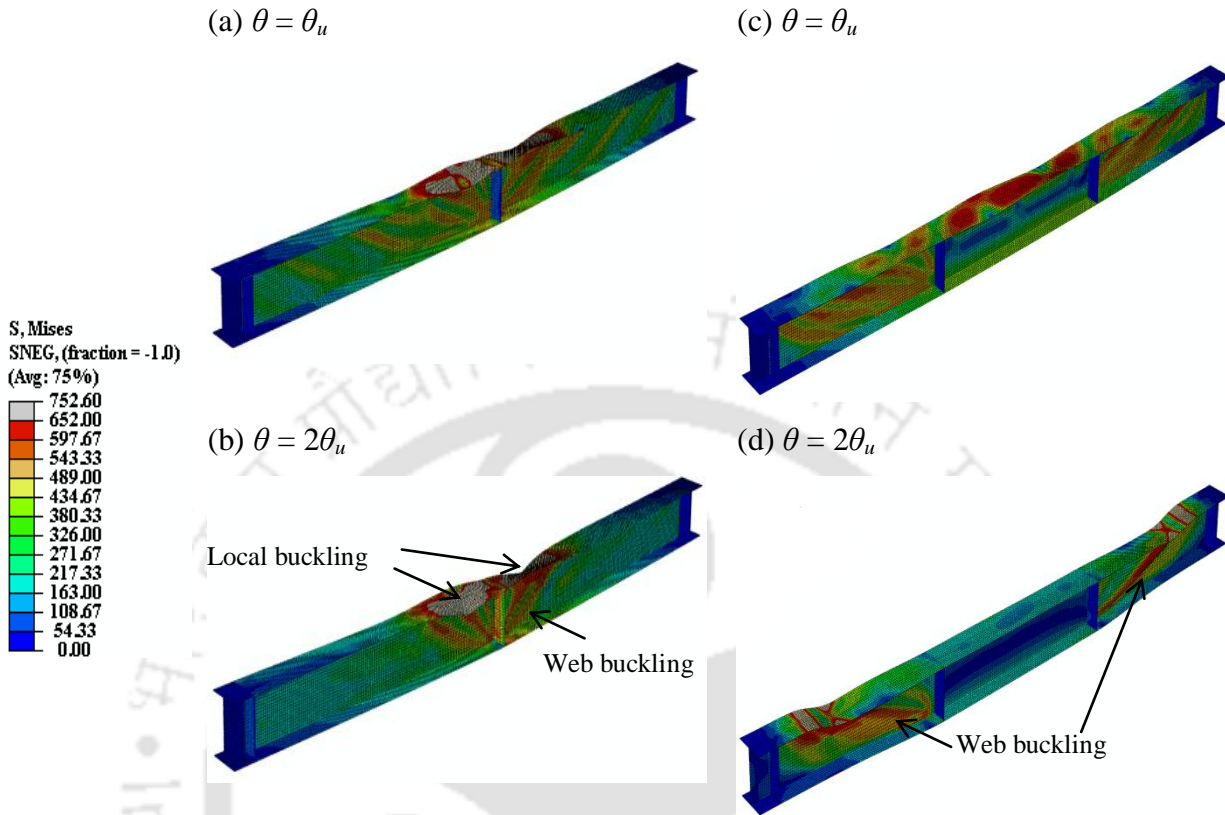 (a) θ = θu
(c) θ = θu
S, Mises
SNEG, (fraction = -1.0)
(Avg: 75%)
752.60
652.00
597.67
543.33
489.00
434.67
380.33
326.00
271.67
217.33
163.00
108.67
54.33
0.00
(b) θ = 2θu
(d) θ = 2θu
Local buckling
Web buckling
Web buckling